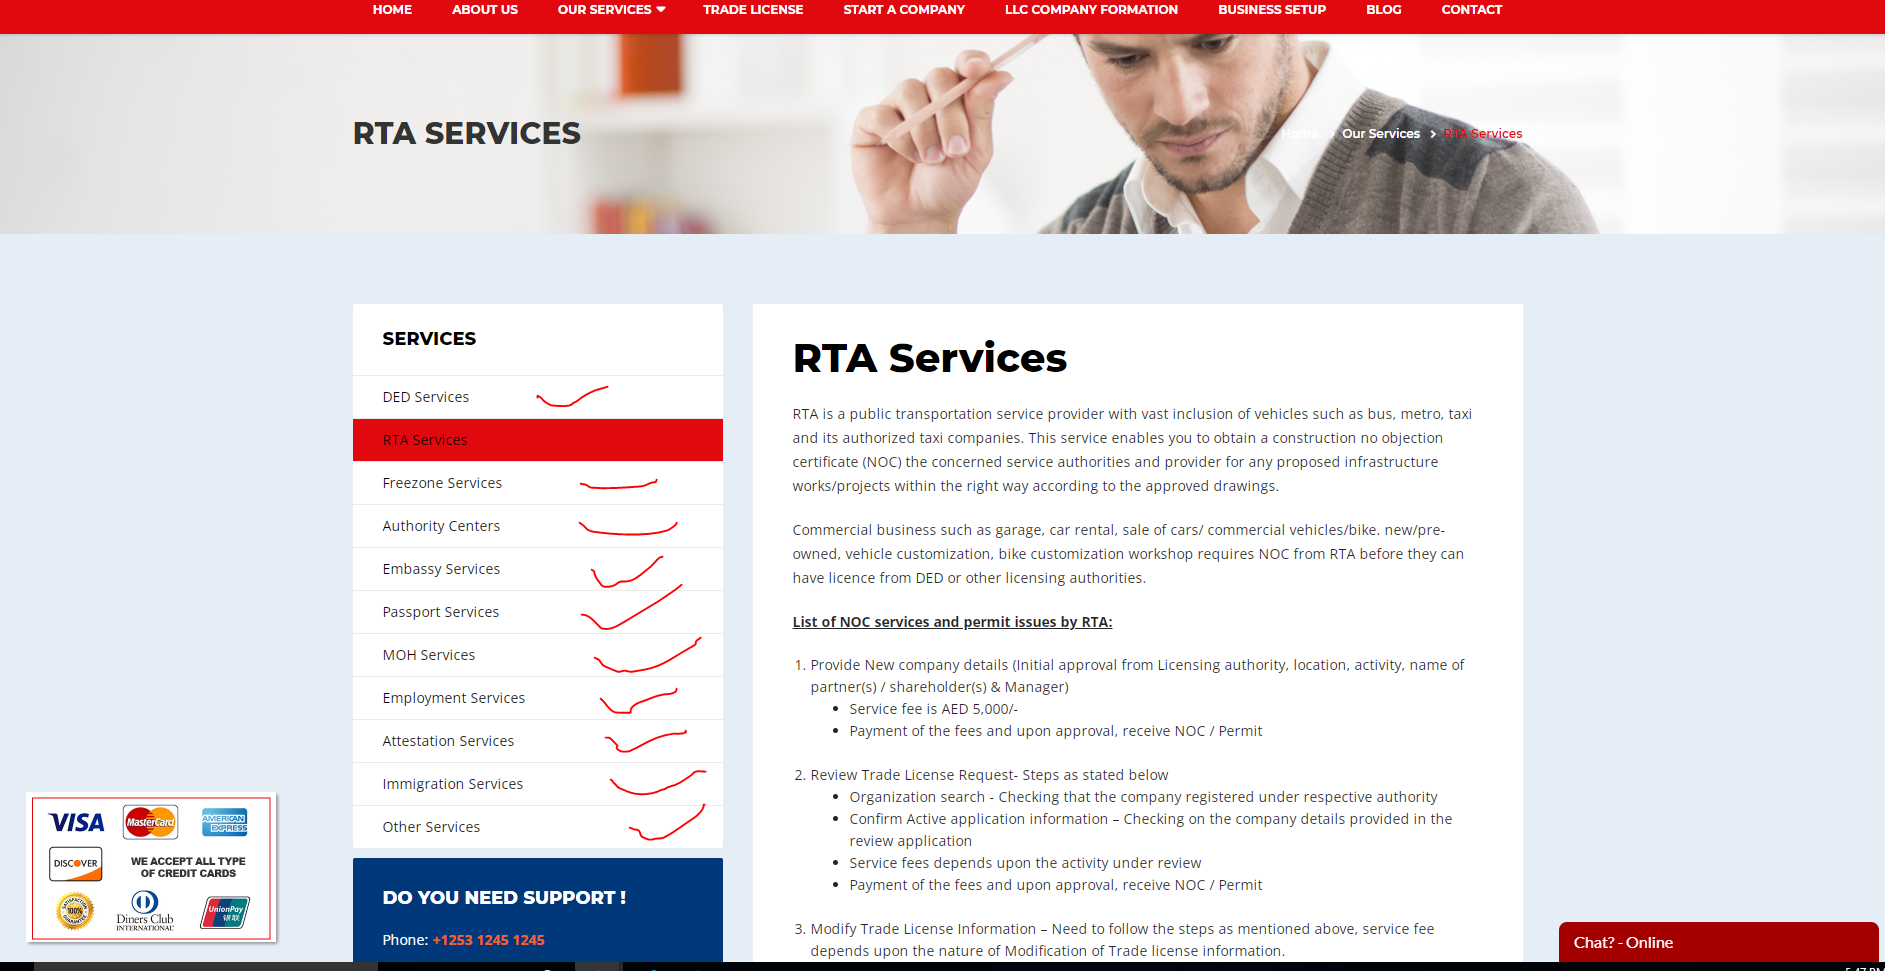 HOME ABOUT US OUR SERVICES TRADE LICENSE START A COMPANY LLC COMPANY FORMATION BUSINESS SETUP BLOG CONTACT
RTA SERVICES
Home > Our Services > RTA Services
SERVICES
DED Services
RTA Services
Freezone Services
Authority Centers
Embassy Services
Passport Services
MOH Services
Employment Services
Attestation Services
Immigration Services
Other Services
DO YOU NEED SUPPORT !
Phone: +1253 1245 1245
RTA Services
RTA is a public transportation service provider with vast inclusion of vehicles such as bus, metro, taxi
and its authorized taxi companies. This service enables you to obtain a construction no objection
certificate (NOC) the concerned service authorities and provider for any proposed infrastructure
works/projects within the right way according to the approved drawings.
Commercial business such as garage, car rental, sale of cars/ commercial vehicles/bike. new/pre-
owned, vehicle customization, bike customization workshop requires NOC from RTA before they can
have licence from DED or other licensing authorities.
List of NOC services and permit issues by RTA:
1. Provide New company details (Initial approval from Licensing authority, location, activity, name of
partner(s) / shareholder(s) & Manager)
• Service fee is AED 5,000/-
• Payment of the fees and upon approval, receive NOC / Permit
2. Review Trade License Request- Steps as stated below
• Organization search - Checking that the company registered under respective authority
• Confirm Active application information – Checking on the company details provided in the
review application
• Service fees depends upon the activity under review
• Payment of the fees and upon approval, receive NOC / Permit
3. Modify Trade License Information – Need to follow the steps as mentioned above, service fee
depends upon the nature of Modification of Trade license information.
VISA MasterCard AMERICAN EXPRESS
DISCOVER
WE ACCEPT ALL TYPE
OF CREDIT CARDS
100%
Diners Club
INTERNATIONAL
UnionPay
银联
Chat? - Online